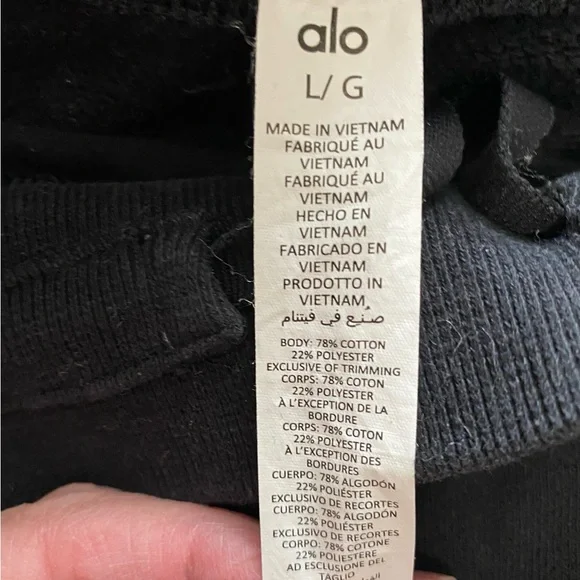 alo
L/ G
MADE IN VIETNAM
FABRIQUÉ AU
VIETNAM
FABRIQUÉ AU
VIETNAM
HECHO EN
VIETNAM
FABRICADO EN
VIETNAM
PRODOTTO IN
VIETNAM
صُنِع في فيتنام
BODY: 78% COTTON
22% POLYESTER
EXCLUSIVE OF TRIMMING
CORPS: 78% COTON
22% POLYESTER
À L'EXCEPTION DE LA
BORDURE
CORPS: 78% COTON
22% POLYESTER
À L'EXCEPTION DES
BORDURES
CUERPO: 78% ALGODÓN
22% POLIÉSTER
EXCLUSIVO DE RECORTES
CUERPO: 78% ALGODÓN
22% POLIÉSTER
EXCLUSIVO DE RECORTES
CORPO: 78% COTONE
22% POLIESTERE
AD ESCLUSIONE DEL
TAGLIO